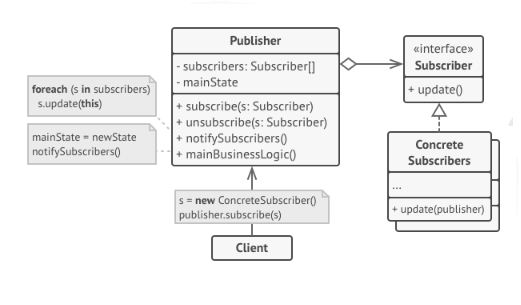 Publisher
- subscribers: Subscriber[]
- mainState
+ subscribe(s: Subscriber)
+ unsubscribe(s: Subscriber)
+ notifySubscribers()
+ mainBusinessLogic()
foreach (s in subscribers)
s.update(this)
mainState = newState
notifySubscribers()
«interface»
Subscriber
+ update()
Concrete
Subscribers
...
+ update(publisher)
s = new ConcreteSubscriber()
publisher.subscribe(s)
Client